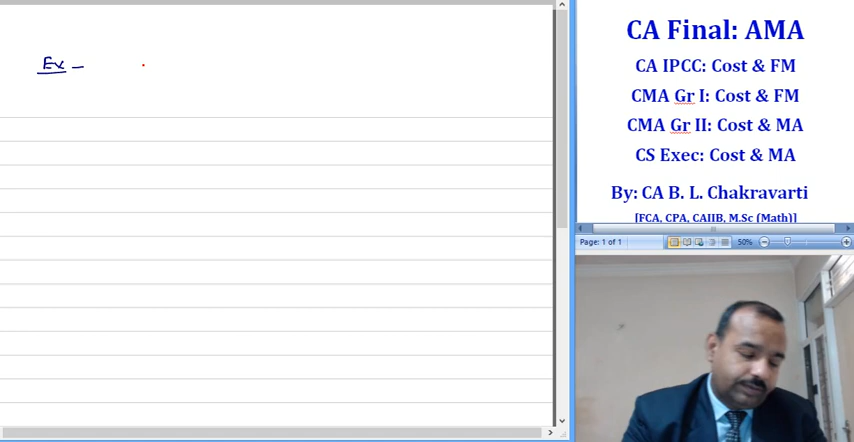 Ex –
CA Final: AMA
CA IPCC: Cost & FM
CMA Gr I: Cost & FM
CMA Gr II: Cost & MA
CS Exec: Cost & MA
By: CA B. L. Chakravarti
[FCA, CPA, CAIIB, M.Sc (Math)]
Page: 1 of 1
50%